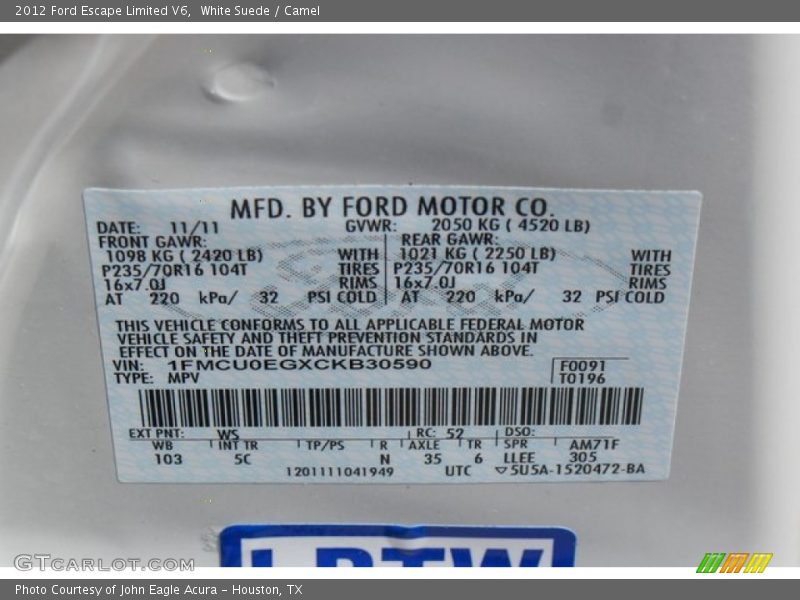 2012 Ford Escape Limited V6,  White Suede / Camel
MFD. BY FORD MOTOR CO.
DATE: 11/11 GVWR: 2050 KG ( 4520 LB)
FRONT GAWR: REAR GAWR:
1098 KG ( 2420 LB) WITH 1021 KG ( 2250 LB) WITH
P235/70R16 104T TIRES P235/70R16 104T TIRES
16x7.0J RIMS 16x7.0J RIMS
AT 220 kPa/ 32 PSI COLD AT 220 kPa/ 32 PSI COLD
THIS VEHICLE CONFORMS TO ALL APPLICABLE FEDERAL MOTOR
VEHICLE SAFETY AND THEFT PREVENTION STANDARDS IN
EFFECT ON THE DATE OF MANUFACTURE SHOWN ABOVE.
VIN: 1FMCU0EGXCKB30590 F0091
TYPE: MPV T0196
EXT PNT: WS RC: 52 DSO:
WB INT TR TP/PS R AXLE TR SPR AM71F
103 5C N 35 6 LLEE 305
1201111041949 UTC ▽5U5A-1520472-BA
GTCARLOT.COM
Photo Courtesy of John Eagle Acura - Houston, TX